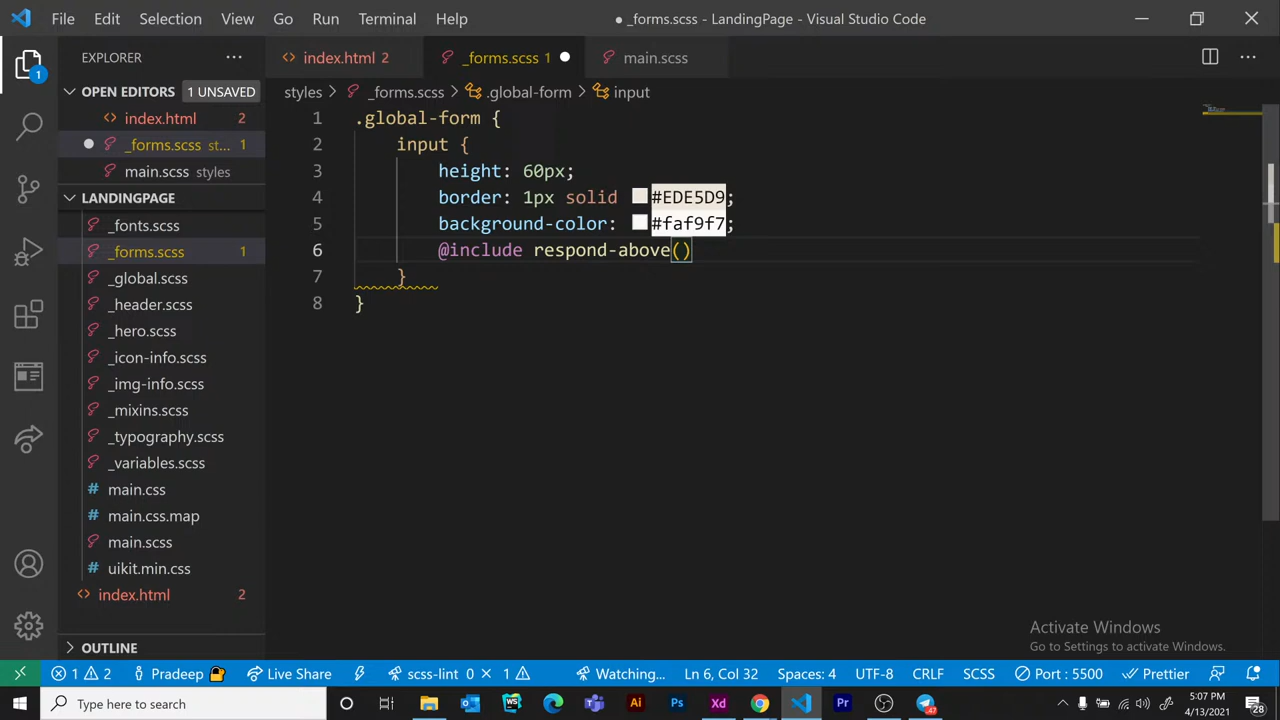 File Edit Selection View Go Run Terminal Help
● _forms.scss - LandingPage - Visual Studio Code
EXPLORER
index.html 2
_forms.scss 1
main.scss
1
OPEN EDITORS 1 UNSAVED
styles > _forms.scss > .global-form > input
index.html 2
_forms.scss st... 1
main.scss styles
LANDINGPAGE
_fonts.scss
_forms.scss 1
_global.scss
_header.scss
_hero.scss
_icon-info.scss
_img-info.scss
_mixins.scss
_typography.scss
_variables.scss
main.css
main.css.map
main.scss
uikit.min.css
index.html 2
OUTLINE
1 .global-form {
2 input {
3 height: 60px;
4 border: 1px solid #EDE5D9;
5 background-color: #faf9f7;
6 @include respond-above()
7 }
8 }
Activate Windows
Go to Settings to activate Windows.
1 2 Pradeep Live Share scss-lint 0 1 Watching... Ln 6, Col 32 Spaces: 4 UTF-8 CRLF SCSS Port : 5500 Prettier
Type here to search
W Ai Ps Xd Pr 47
5:07 PM
4/13/2021
28